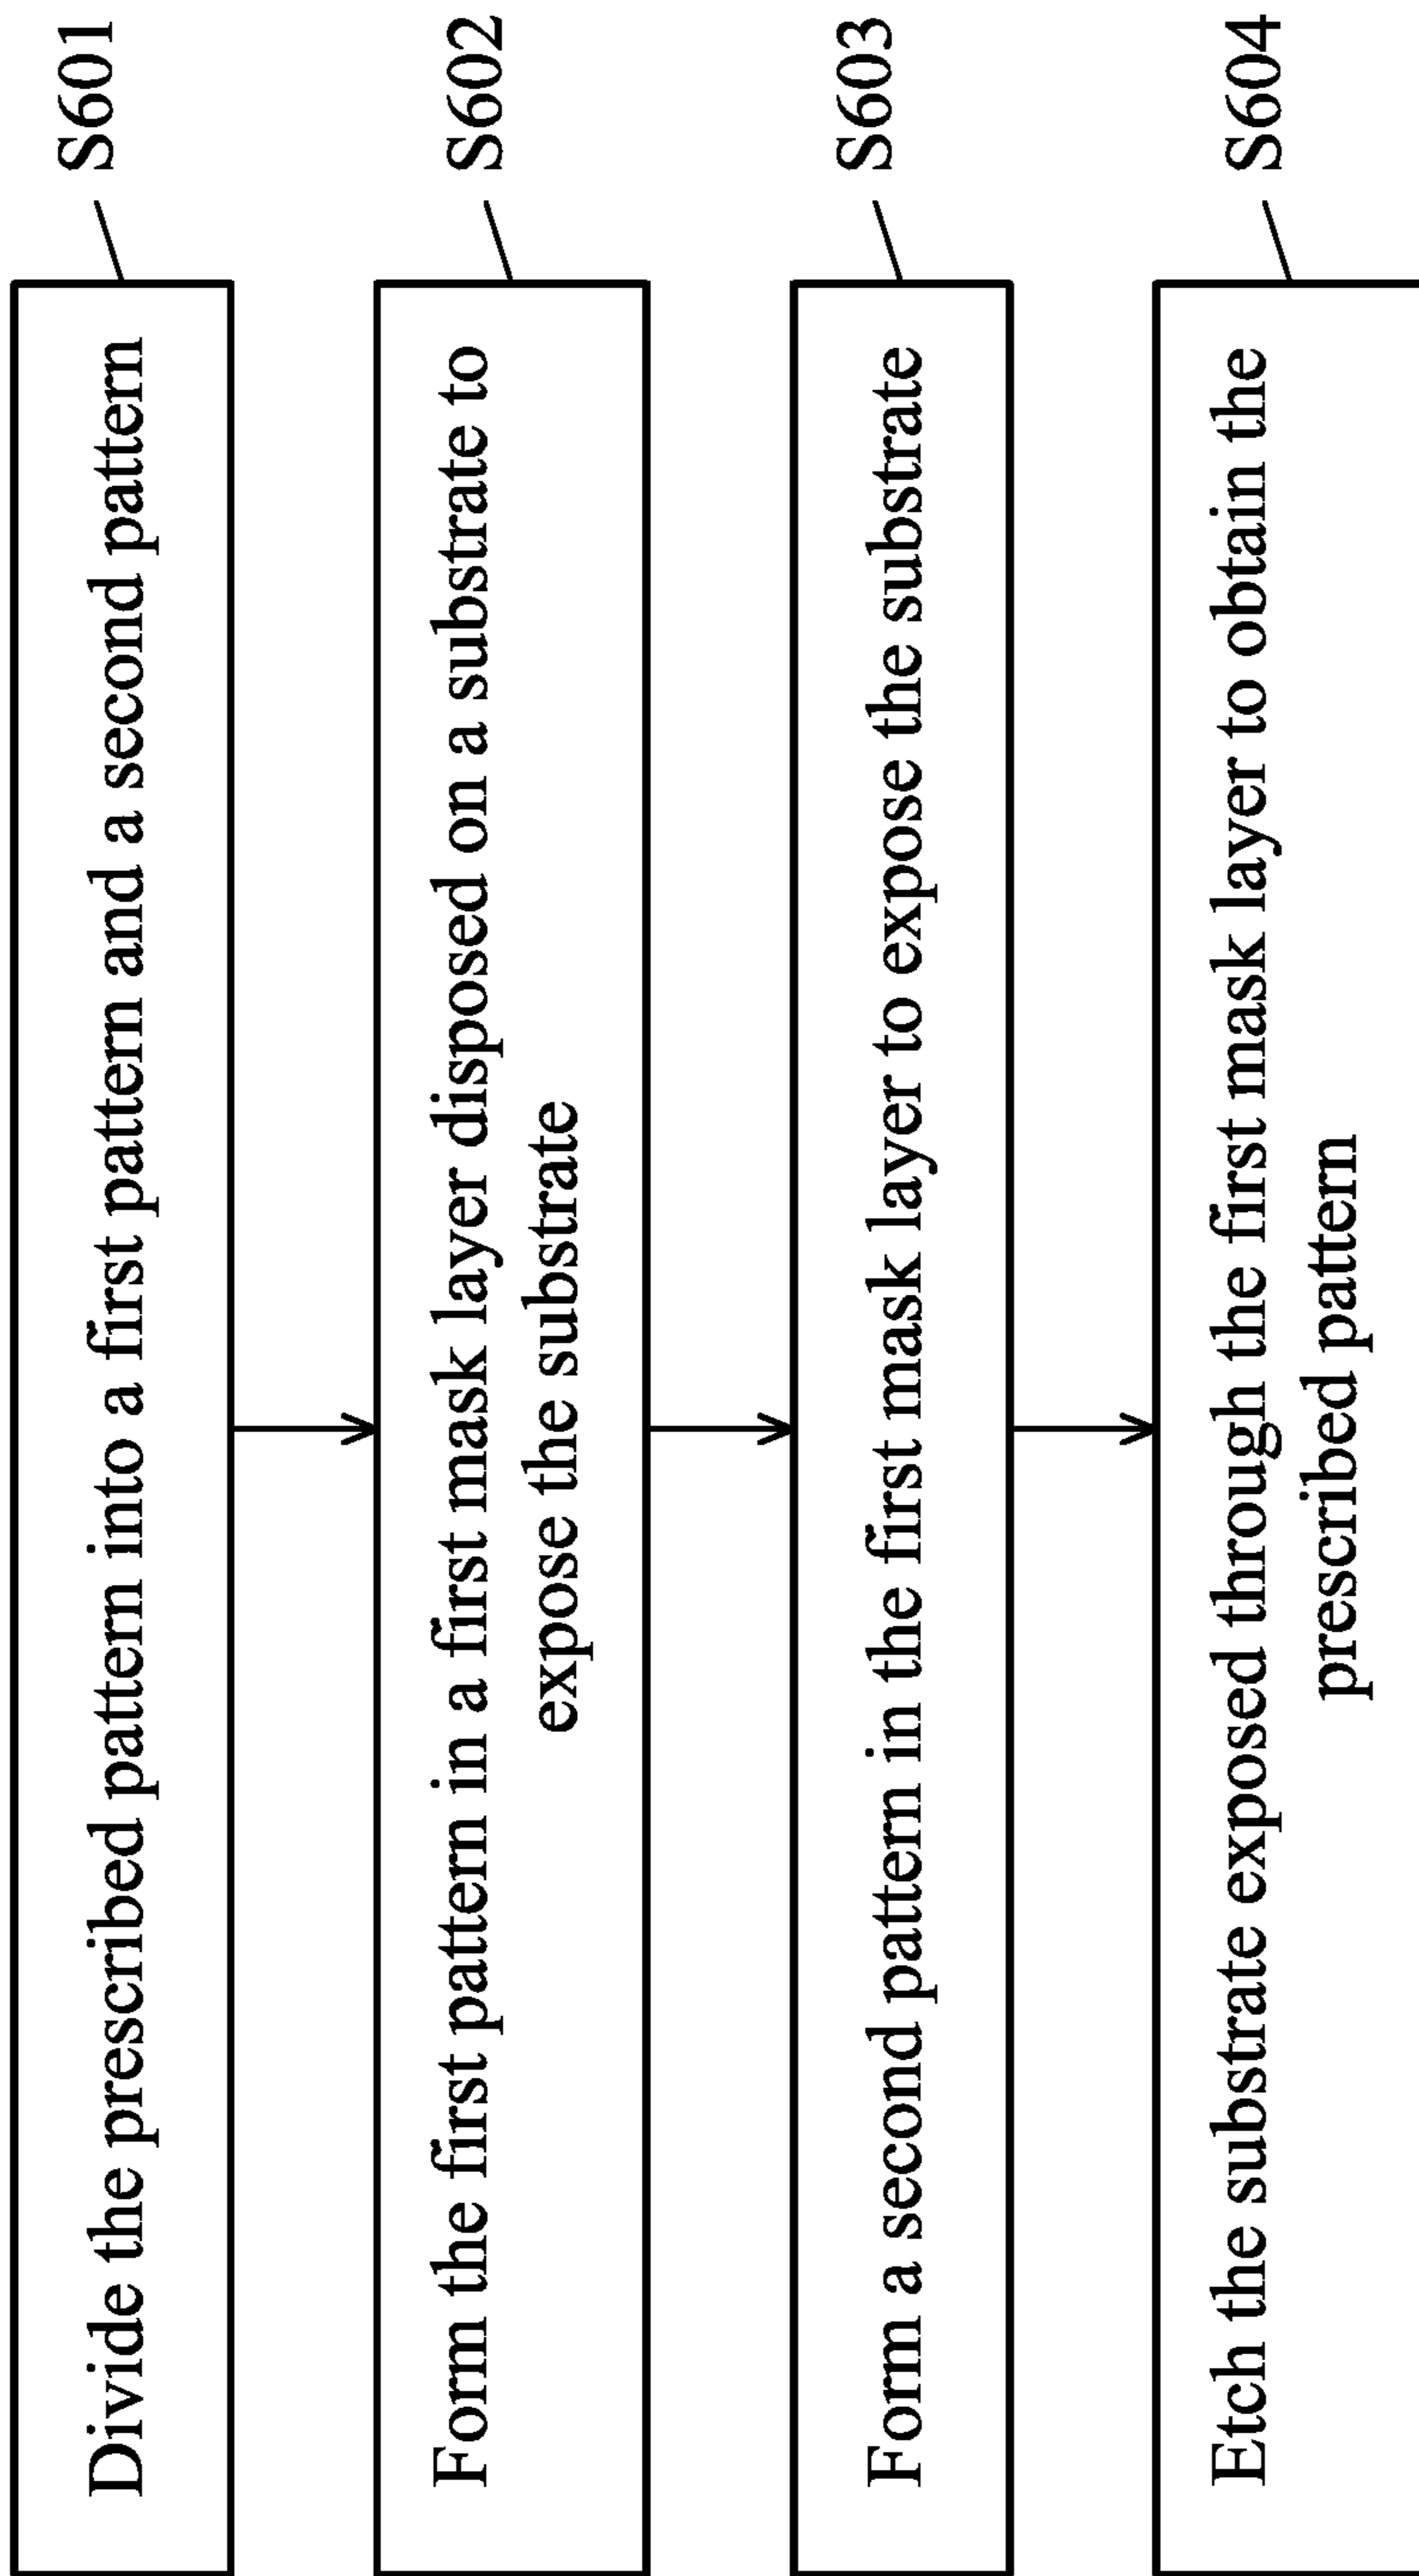 Divide the prescribed pattern into a first pattern and a second pattern
S601
Form the first pattern in a first mask layer disposed on a substrate to
expose the substrate
S602
Form a second pattern in the first mask layer to expose the substrate
S603
Etch the substrate exposed through the first mask layer to obtain the
prescribed pattern
S604